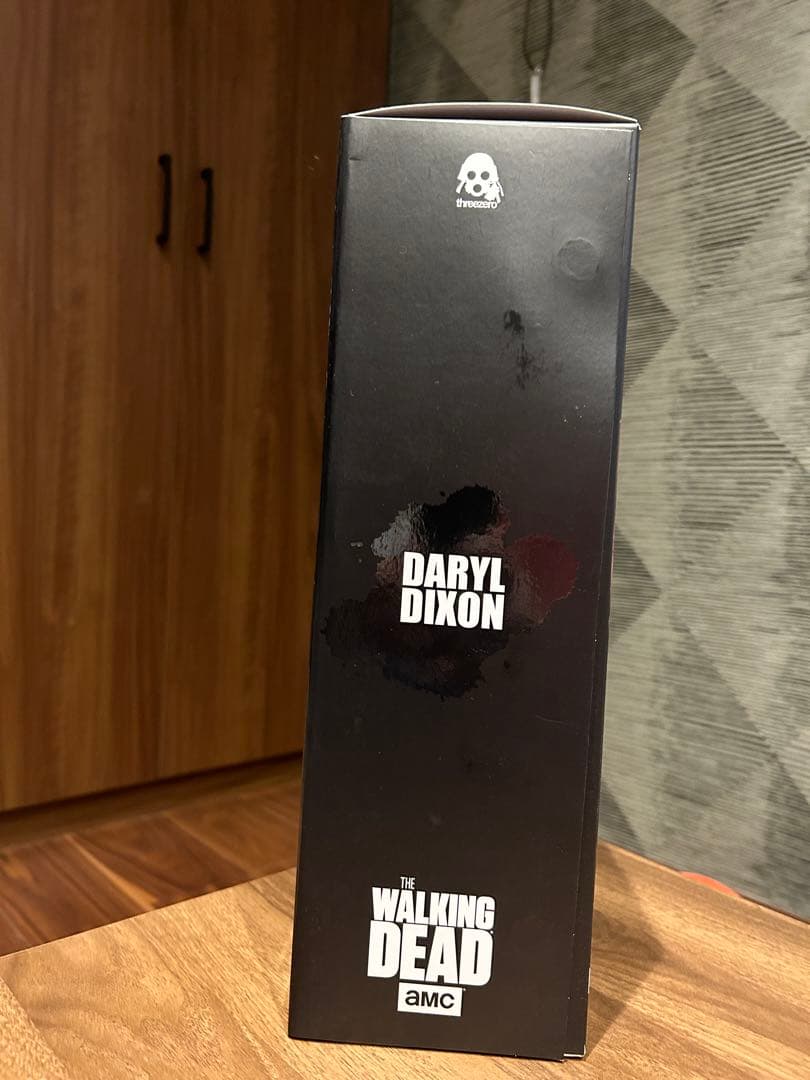 threezero
DARYL
DIXON
THE
WALKING
DEAD
aMC